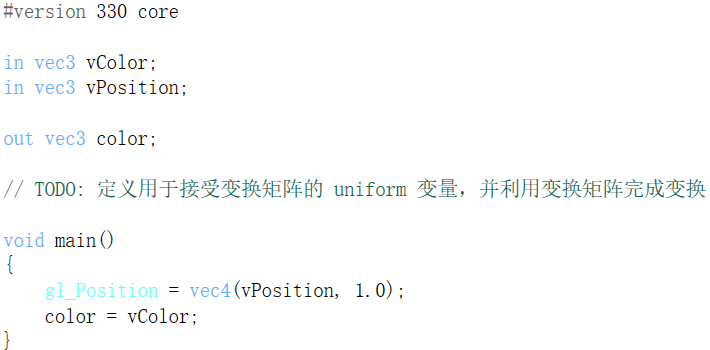 #version 330 core
in vec3 vColor;
in vec3 vPosition;
out vec3 color;
// TODO: 定义用于接受变换矩阵的 uniform 变量，并利用变换矩阵完成变换
void main()
{
    gl_Position = vec4(vPosition, 1.0);
    color = vColor;
}